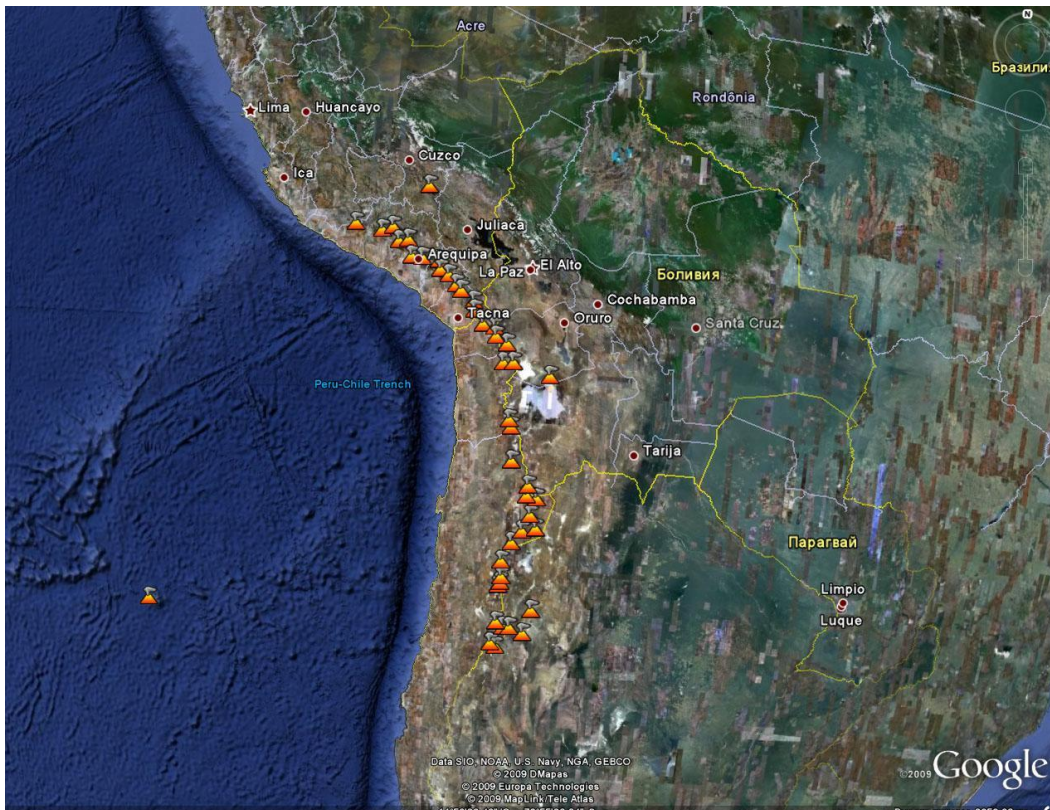 N
Acre
Бразилия
Rondônia
Lima
Huancayo
Cuzco
Ica
Juliaca
Arequipa
La Paz
El Alto
Боливия
Cochabamba
Tacna
Oruro
Santa Cruz
Peru-Chile Trench
Tarija
Парагвай
Limpio
Luque
Data SIO, NOAA, U.S. Navy, NGA, GEBCO
© 2009 DMapas
© 2009 Europa Technologies
© 2009 MapLink/Tele Atlas
©2009 Google